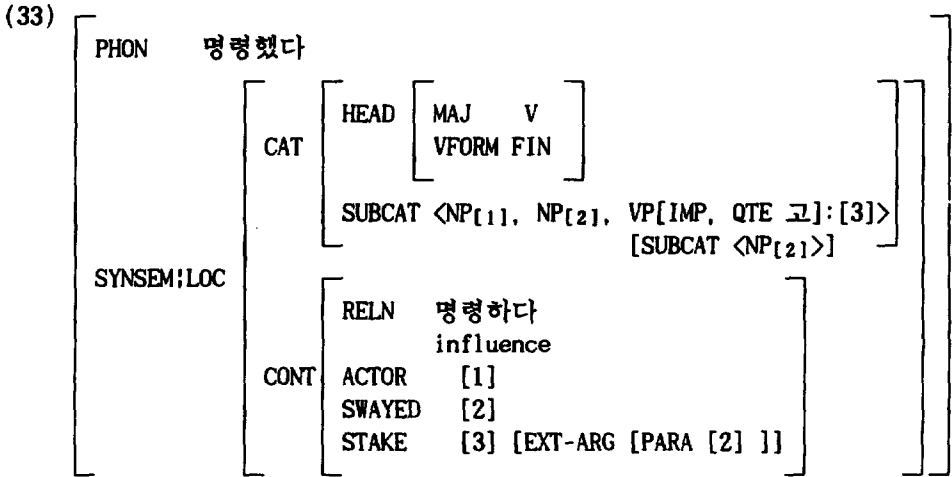 (33)
PHON 명령했다
HEAD MAJ V
CAT VFORM FIN
SUBCAT <NP[1], NP[2], VP[IMP, QTE 고]:[3]>
[SUBCAT <NP[2]>]
SYNSEM¦LOC
RELN 명령하다
influence
CONT ACTOR [1]
SWAYED [2]
STAKE [3] [EXT-ARG [PARA [2] ]]